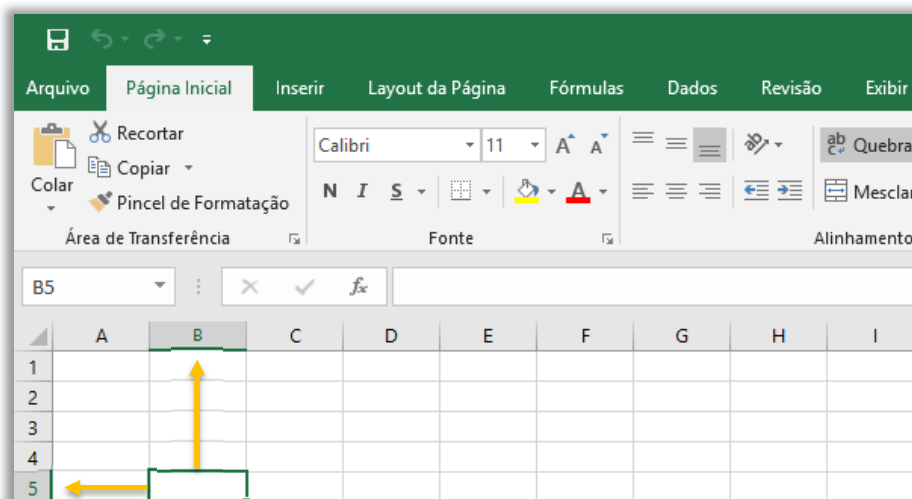 Arquivo Página Inicial Inserir Layout da Página Fórmulas Dados Revisão Exibir
Colar
Recortar
Copiar
Pincel de Formatação
Área de Transferência
Calibri 11 A A
N I S A
Fonte
ab c Quebra
Mesclar
Alinhamento
B5 fx
A B C D E F G H I
1
2
3
4
5